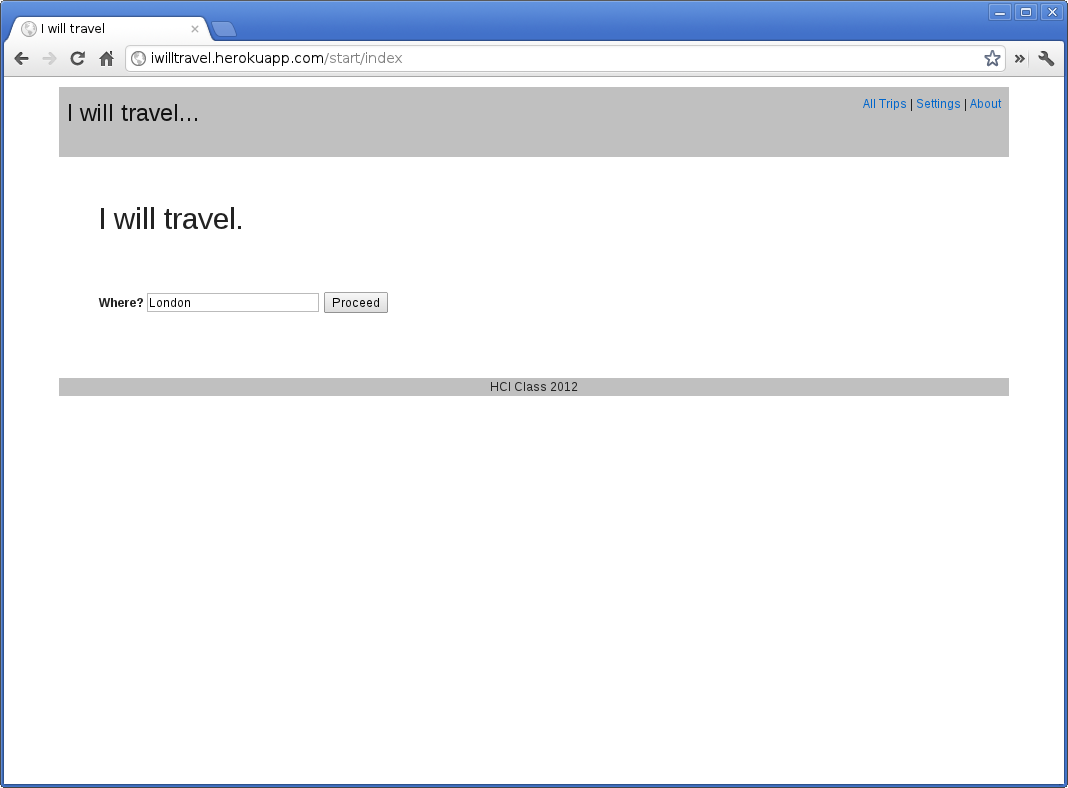 I will travel
iwilltravel.herokuapp.com/start/index
I will travel...
All Trips | Settings | About
I will travel.
Where? London Proceed
HCI Class 2012